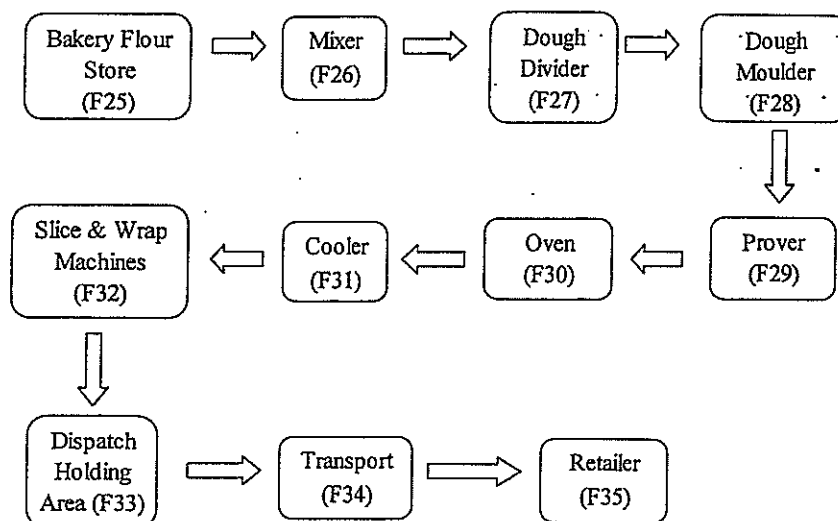 Bakery Flour
Store
(F25)
Mixer
(F26)
Dough
Divider
(F27)
Dough
Moulder
(F28)
Slice & Wrap
Machines
(F32)
Cooler
(F31)
Oven
(F30)
Prover
(F29)
Dispatch
Holding
Area (F33)
Transport
(F34)
Retailer
(F35)